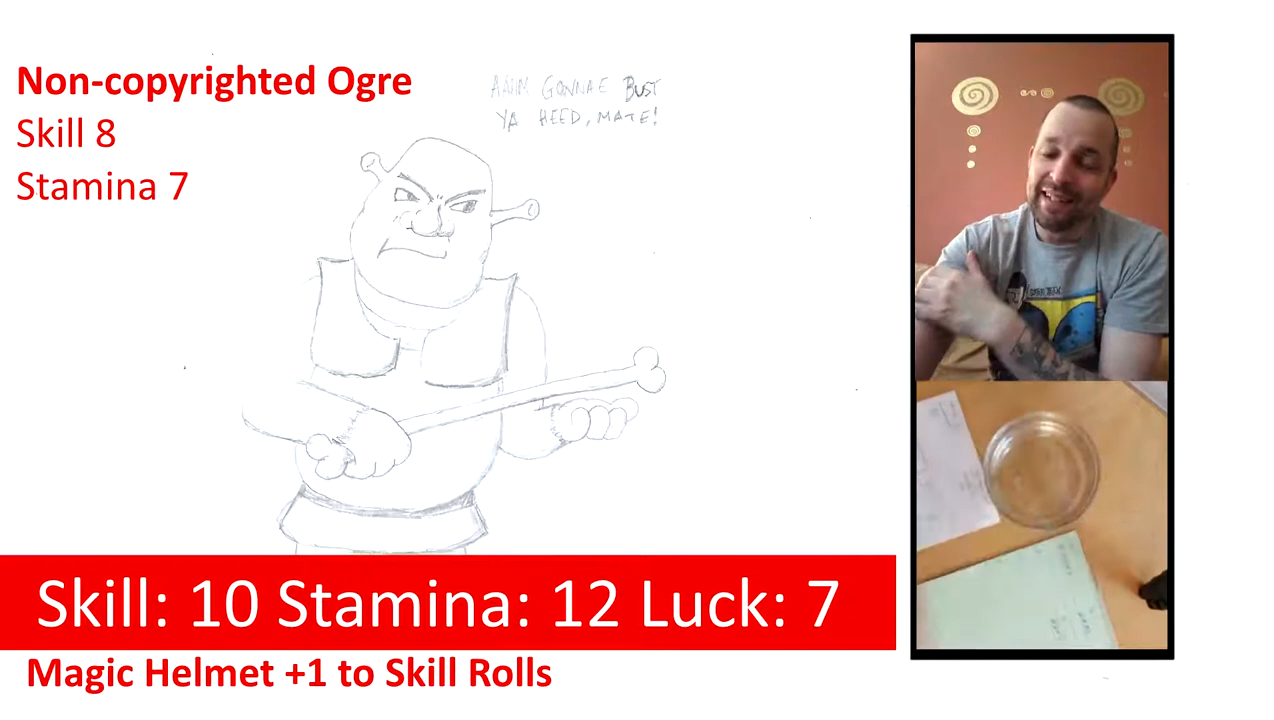 Non-copyrighted Ogre
Skill 8
Stamina 7
AAHM GONNAE BUST
YA HEED, MATE!
Skill: 10 Stamina: 12 Luck: 7
Magic Helmet +1 to Skill Rolls